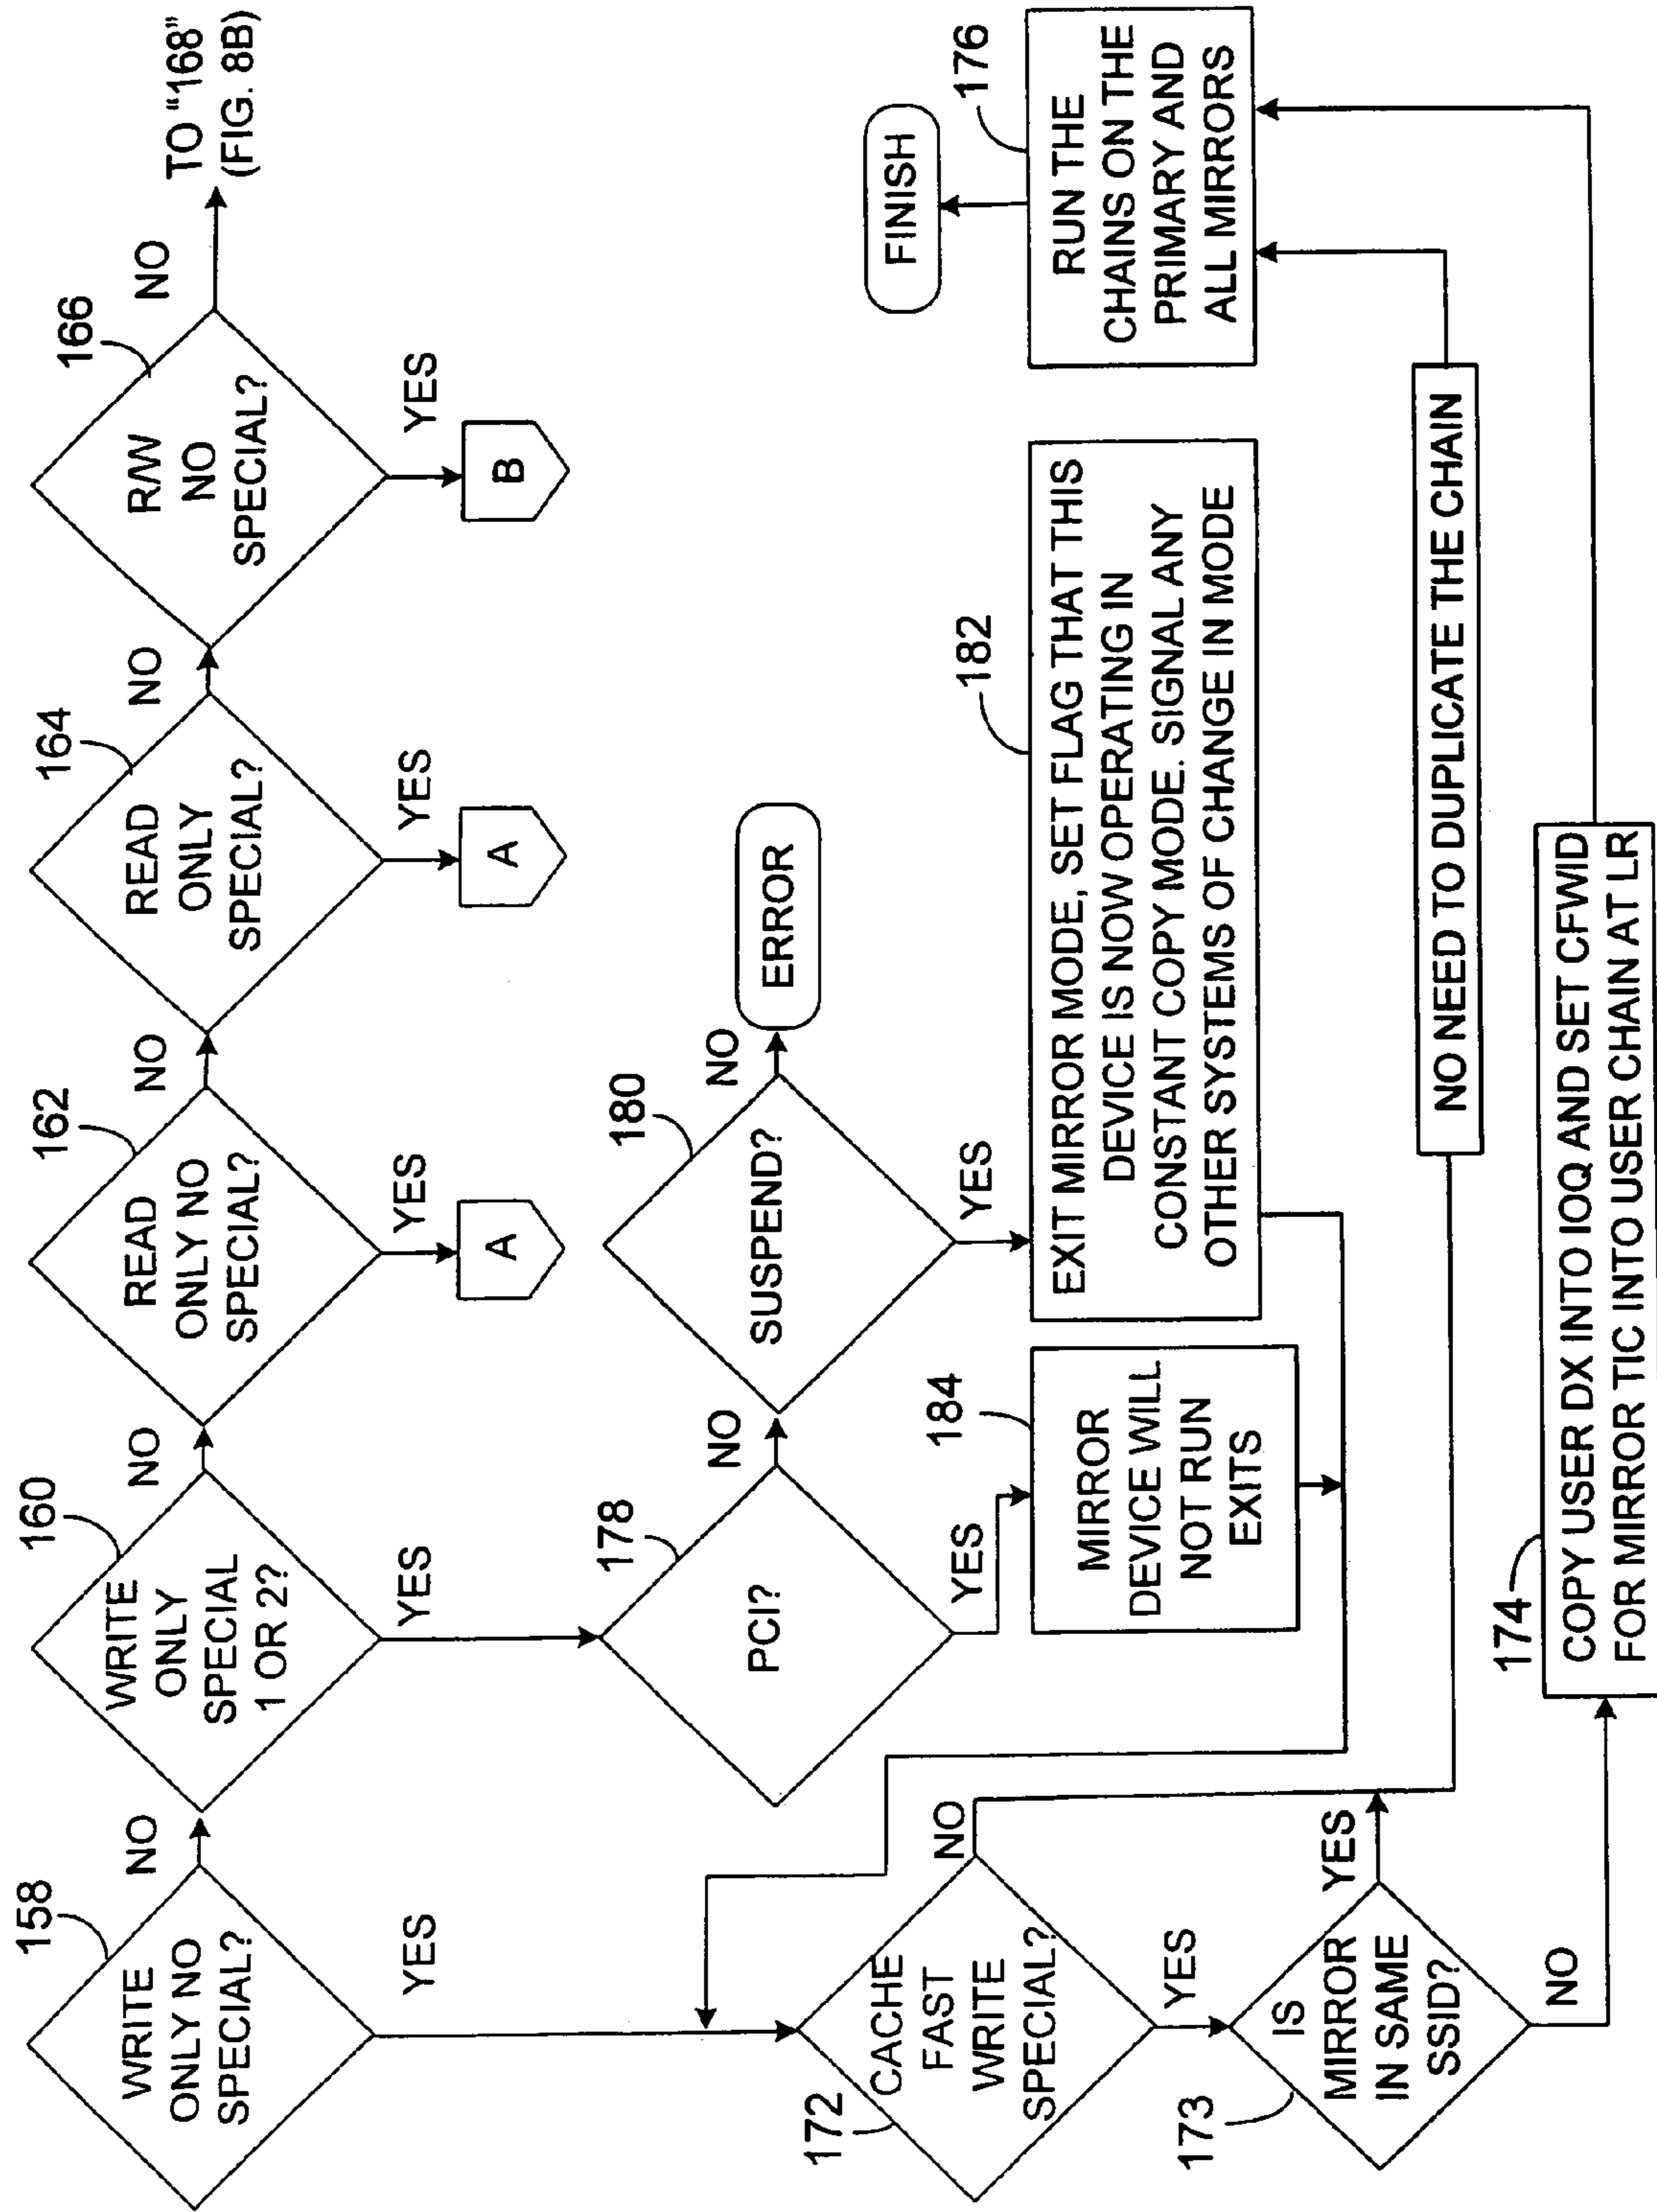 158
WRITE
ONLY NO
SPECIAL?
NO
YES
160
WRITE
ONLY
SPECIAL
1 OR 2?
NO
YES
162
READ
ONLY NO
SPECIAL?
NO
YES
A
164
READ
ONLY
SPECIAL?
NO
YES
A
166
R/W
NO
SPECIAL?
NO
YES
B
TO "168"
(FIG. 8B)
178
PCI?
NO
YES
180
SUSPEND?
NO
YES
ERROR
184
MIRROR
DEVICE WILL
NOT RUN
EXITS
182
EXIT MIRROR MODE, SET FLAG THAT THIS
DEVICE IS NOW OPERATING IN
CONSTANT COPY MODE. SIGNAL ANY
OTHER SYSTEMS OF CHANGE IN MODE
172
CACHE
FAST
WRITE
SPECIAL?
NO
YES
173
IS
MIRROR
IN SAME
SSID?
YES
NO
NO NEED TO DUPLICATE THE CHAIN
174
COPY USER DX INTO IOQ AND SET CFWID
FOR MIRROR TIC INTO USER CHAIN AT LR
176
RUN THE
CHAINS ON THE
PRIMARY AND
ALL MIRRORS
FINISH